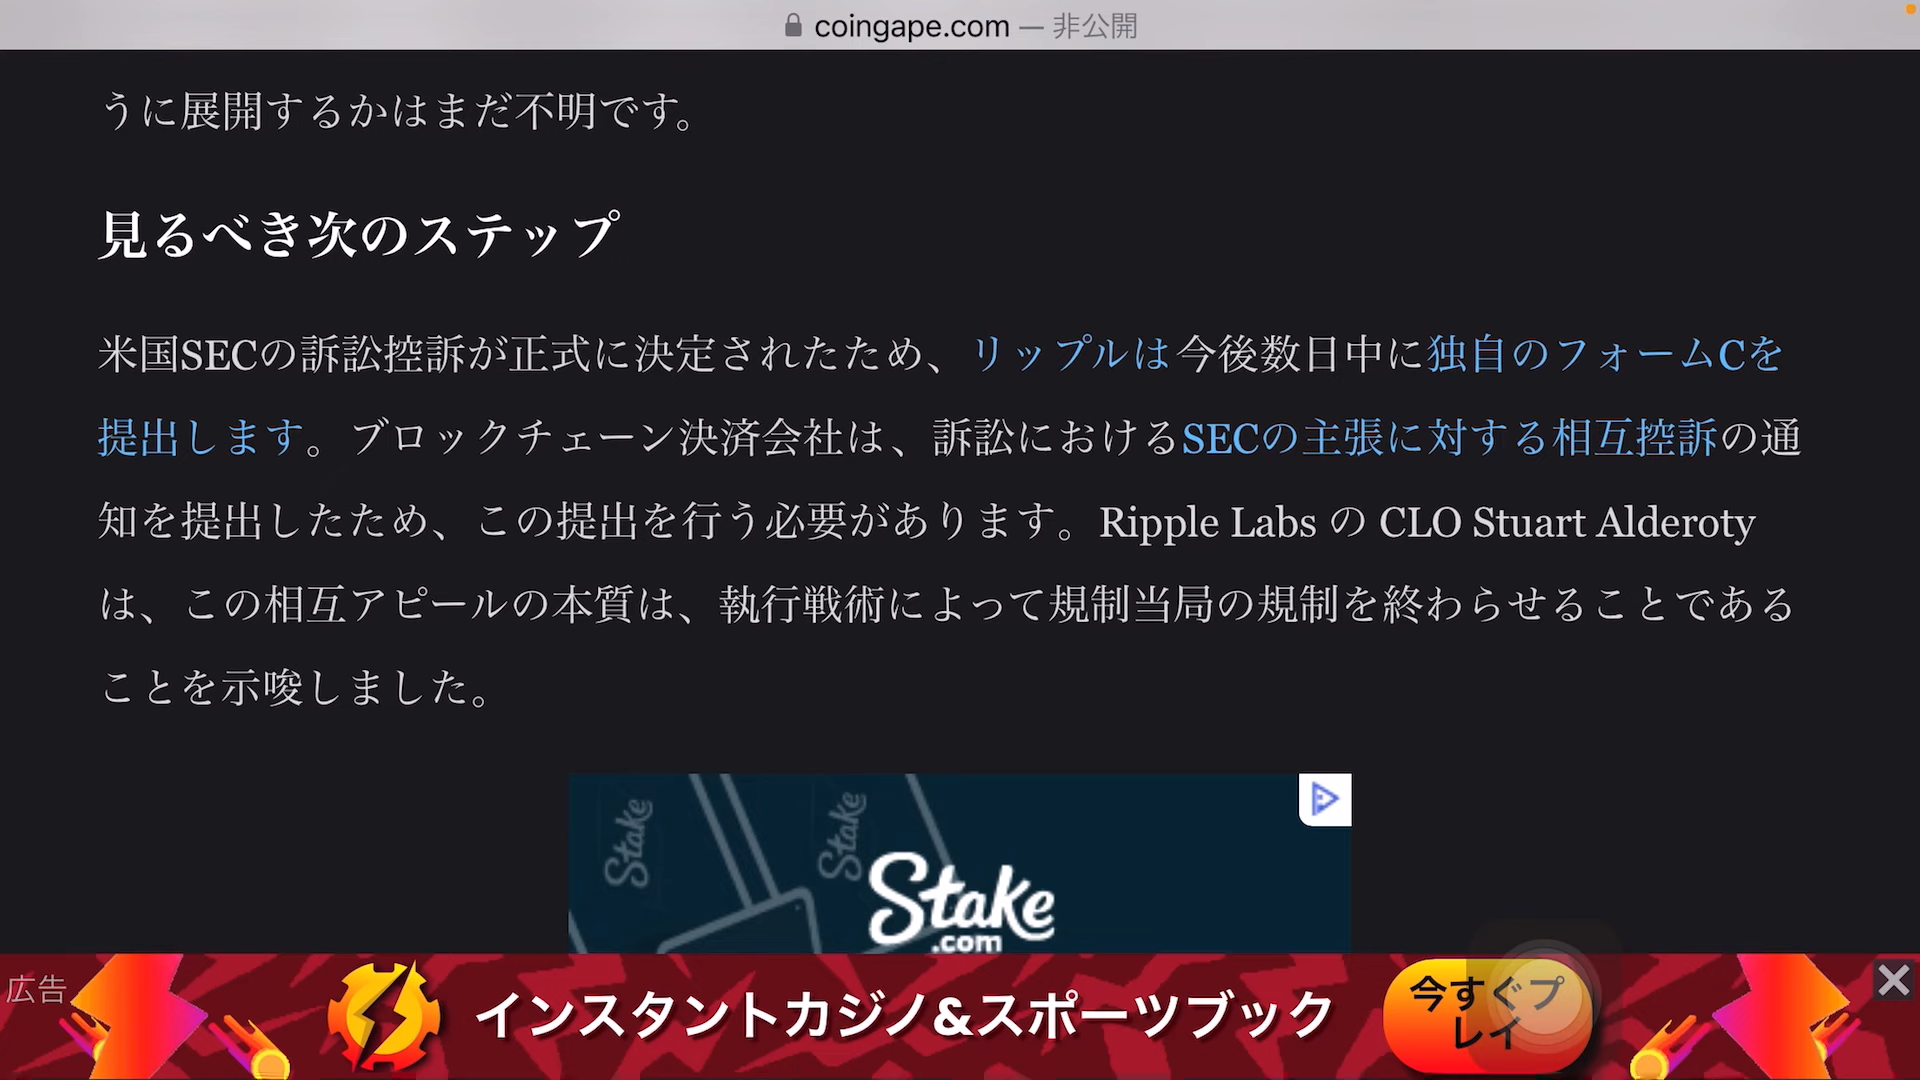 coingape.com — 非公開
うに展開するかはまだ不明です。
見るべき次のステップ
米国SECの訴訟控訴が正式に決定されたため、リップルは今後数日中に独自のフォームCを
提出します。ブロックチェーン決済会社は、訴訟におけるSECの主張に対する相互控訴の通
知を提出したため、この提出を行う必要があります。Ripple Labs の CLO Stuart Alderoty
は、この相互アピールの本質は、執行戦術によって規制当局の規制を終わらせることである
ことを示唆しました。
Stake
Stake
Stake
.com
広告
インスタントカジノ&スポーツブック
今すぐプ
レイ